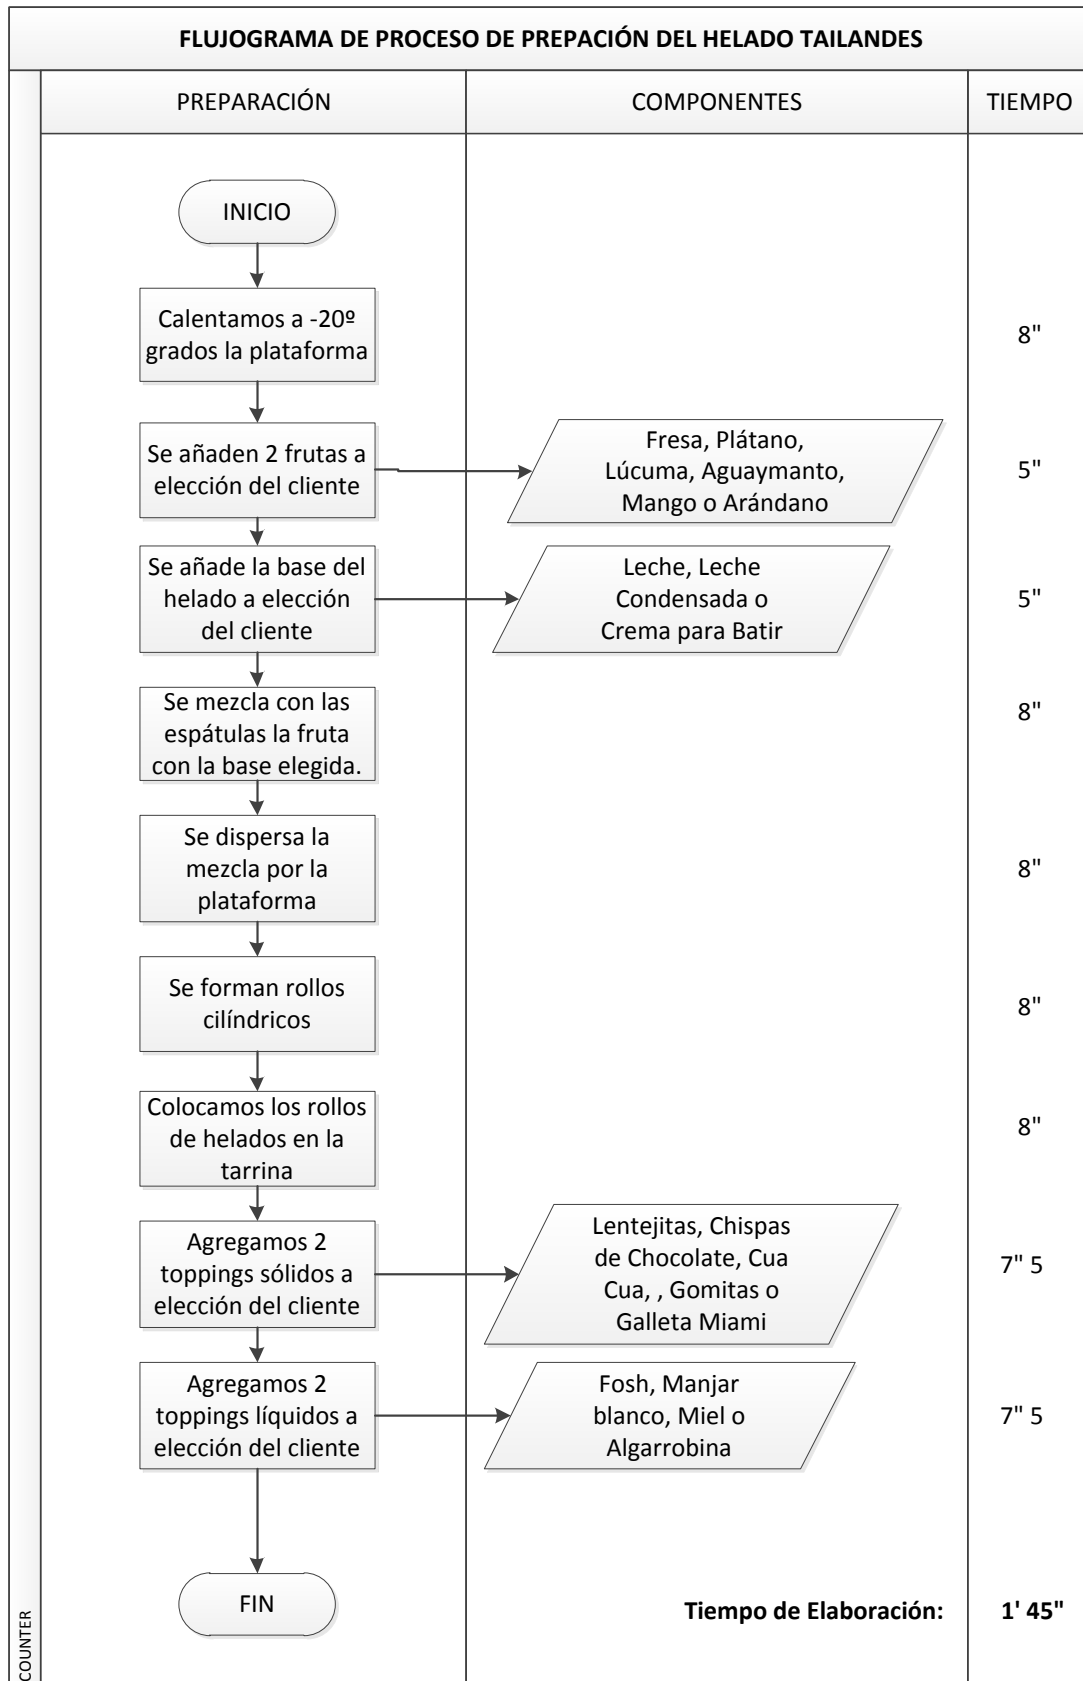 FLUJOGRAMA DE PROCESO DE PREPACIÓN DEL HELADO TAILANDES
PREPARACIÓN
COMPONENTES
TIEMPO
INICIO
Calentamos a -20º
grados la plataforma
8"
Se añaden 2 frutas a
elección del cliente
Fresa, Plátano,
Lúcuma, Aguaymanto,
Mango o Arándano
5"
Se añade la base del
helado a elección
del cliente
Leche, Leche
Condensada o
Crema para Batir
5"
Se mezcla con las
espátulas la fruta
con la base elegida.
8"
Se dispersa la
mezcla por la
plataforma
8"
Se forman rollos
cilíndricos
8"
Colocamos los rollos
de helados en la
tarrina
8"
Agregamos 2
toppings sólidos a
elección del cliente
Lentejitas, Chispas
de Chocolate, Cua
Cua, , Gomitas o
Galleta Miami
7" 5
Agregamos 2
toppings líquidos a
elección del cliente
Fosh, Manjar
blanco, Miel o
Algarrobina
7" 5
FIN
Tiempo de Elaboración:
1' 45"
COUNTER